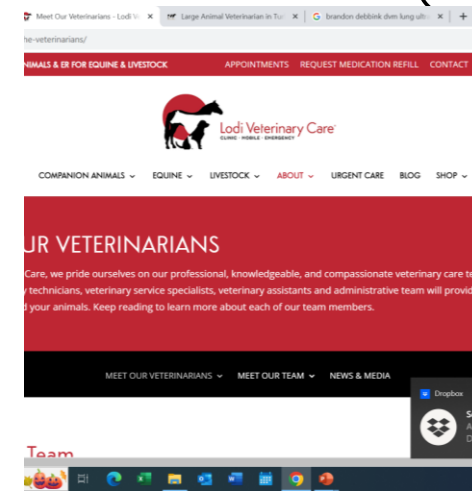 Meet Our Veterinarians - Lodi V
Large Animal Veterinarian in Tur
brandon debbink dvm lung ultr
he-veterinarians/
NIMALS & ER FOR EQUINE & LIVESTOCK
APPOINTMENTS
REQUEST MEDICATION REFILL
CONTACT
Lodi Veterinary Care
CLINIC • MOBILE • EMERGENCY
COMPANION ANIMALS
EQUINE
LIVESTOCK
ABOUT
URGENT CARE
BLOG
SHOP
UR VETERINARIANS
Care, we pride ourselves on our professional, knowledgeable, and compassionate veterinary care te
y technicians, veterinary service specialists, veterinary assistants and administrative team will provid
d your animals. Keep reading to learn more about each of our team members.
MEET OUR VETERINARIANS
MEET OUR TEAM
NEWS & MEDIA
Dropbox
S
A
D
Team